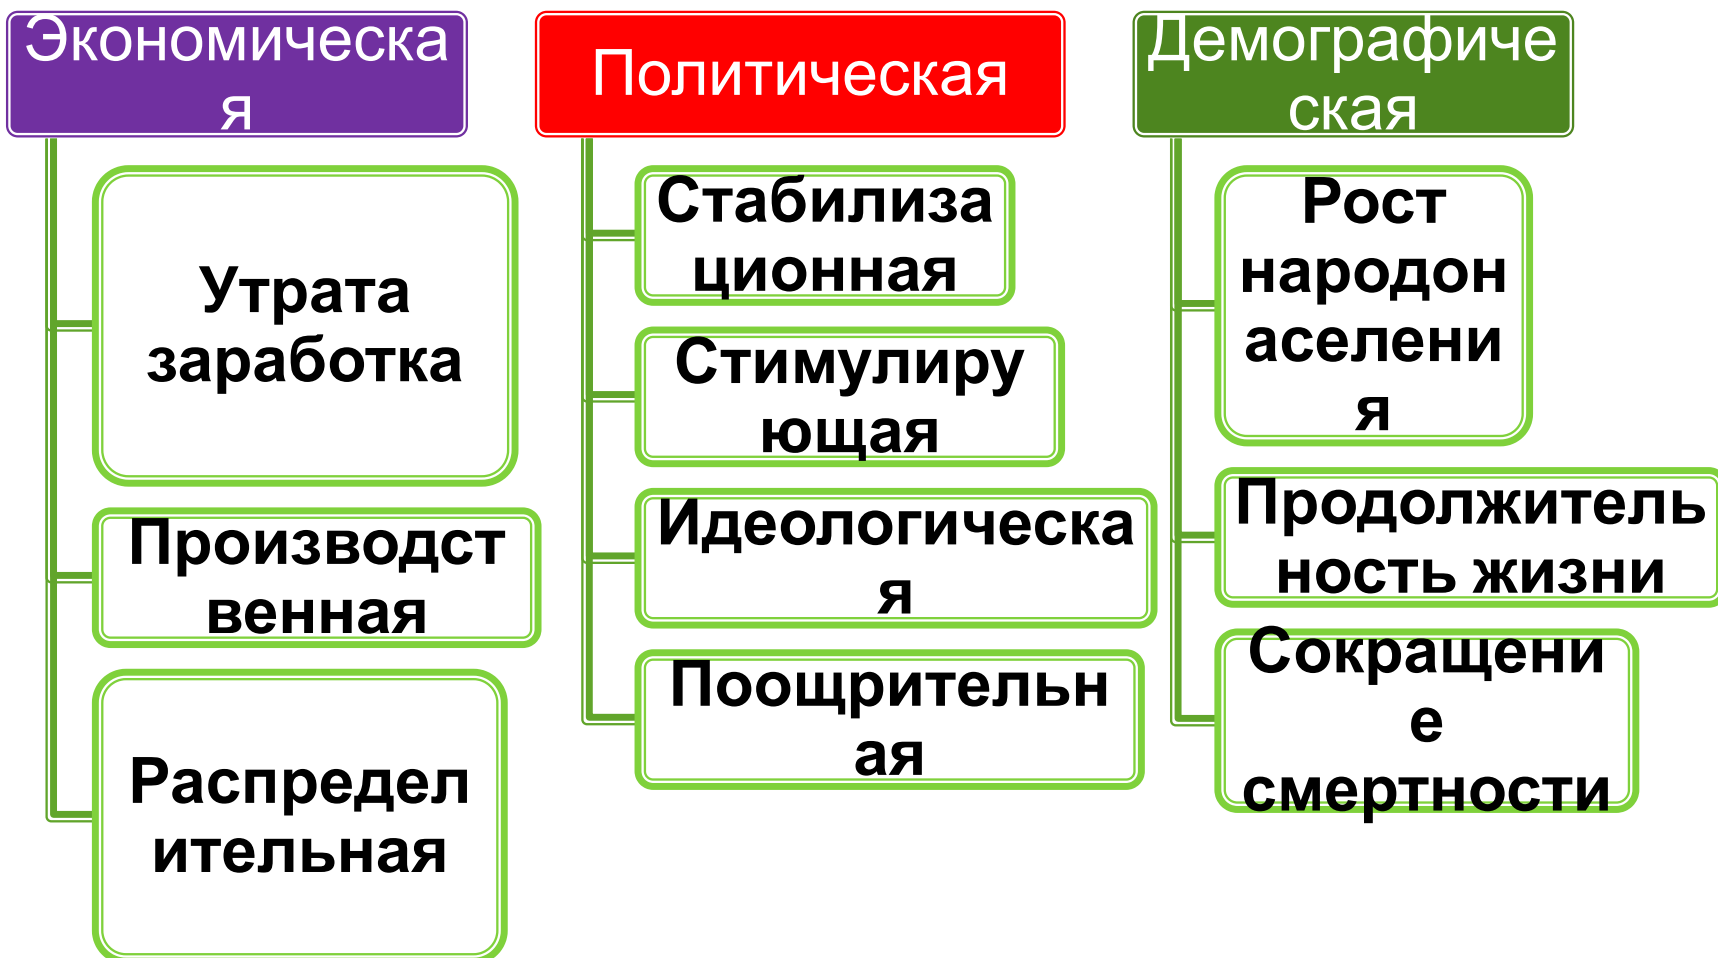 Экономическа
я
Утрата
заработка
Производст
венная
Распредел
ительная
Политическая
Стабилиза
ционная
Стимулиру
ющая
Идеологическа
я
Поощрительн
ая
Демографиче
ская
Рост
народон
аселени
я
Продолжитель
ность жизни
Сокращени
е
смертности